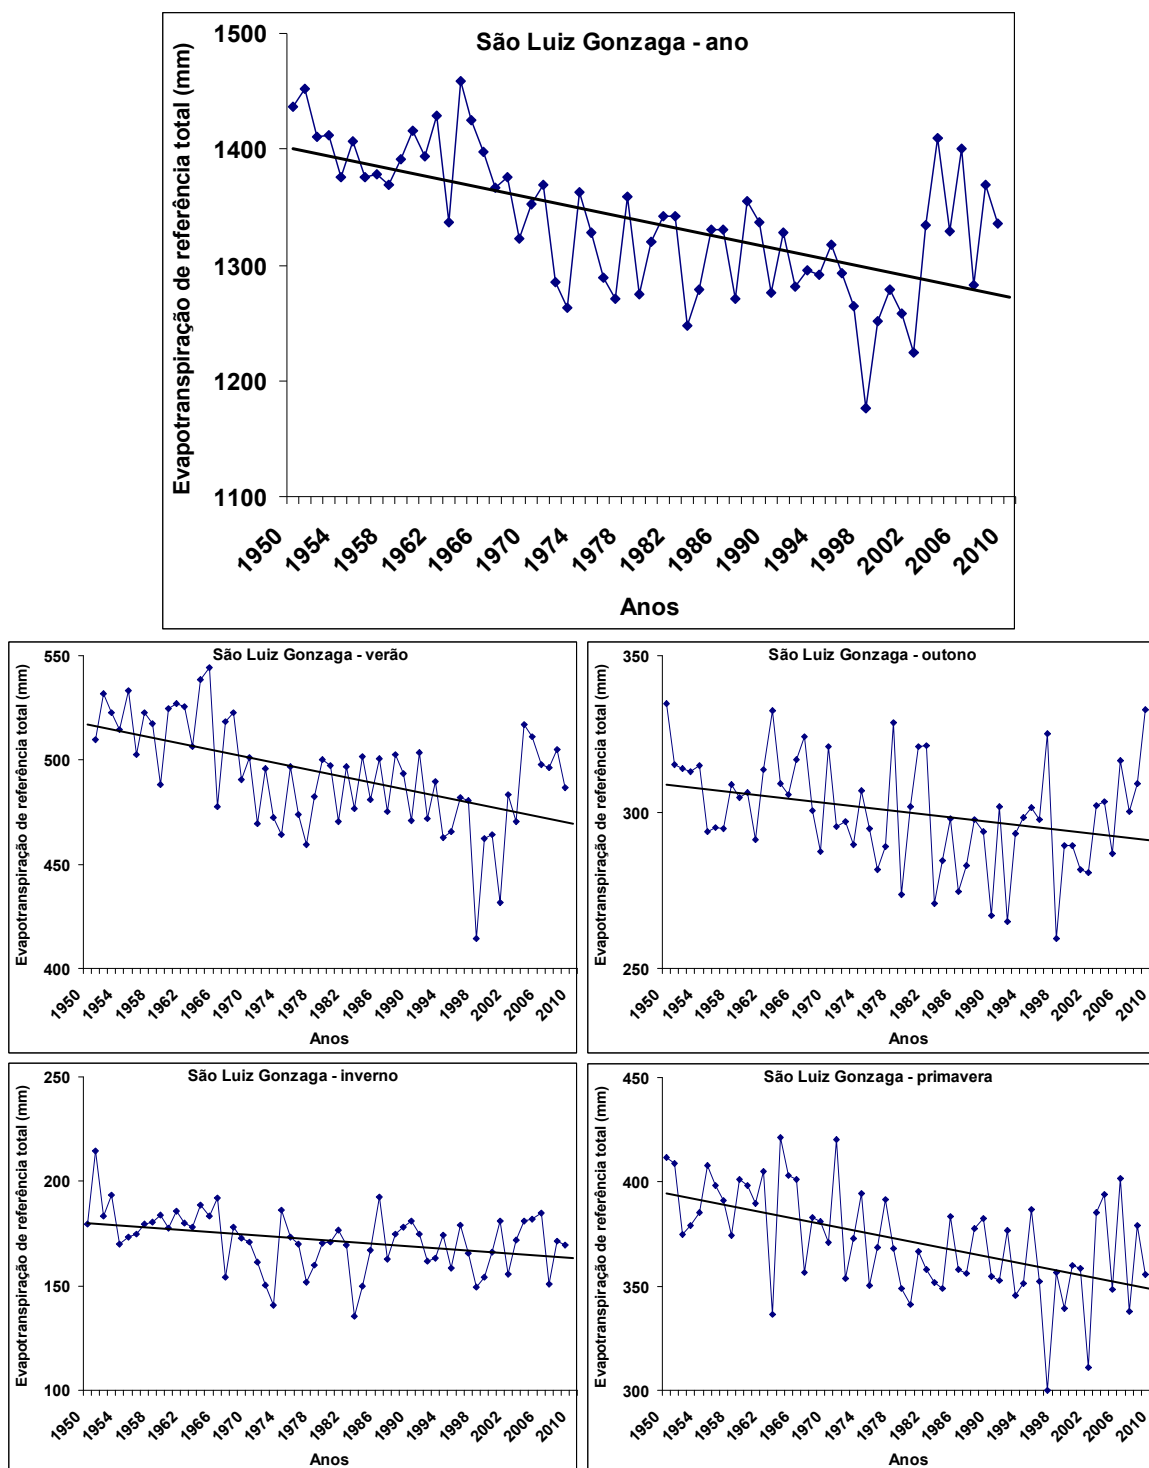 São Luiz Gonzaga - ano
Evapotranspiração de referência total (mm)
1500
1400
1300
1200
1100
1950 1954 1958 1962 1966 1970 1974 1978 1982 1986 1990 1994 1998 2002 2006 2010
Anos
São Luiz Gonzaga - verão
Evapotranspiração de referência total (mm)
550
500
450
400
1950 1954 1958 1962 1966 1970 1974 1978 1982 1986 1990 1994 1998 2002 2006 2010
Anos
São Luiz Gonzaga - outono
Evapotranspiração de referência total (mm)
350
300
250
1950 1954 1958 1962 1966 1970 1974 1978 1982 1986 1990 1994 1998 2002 2006 2010
Anos
São Luiz Gonzaga - inverno
Evapotranspiração de referência total (mm)
250
200
150
100
1950 1954 1958 1962 1966 1970 1974 1978 1982 1986 1990 1994 1998 2002 2006 2010
Anos
São Luiz Gonzaga - primavera
Evapotranspiração de referência total (mm)
450
400
350
300
1950 1954 1958 1962 1966 1970 1974 1978 1982 1986 1990 1994 1998 2002 2006 2010
Anos